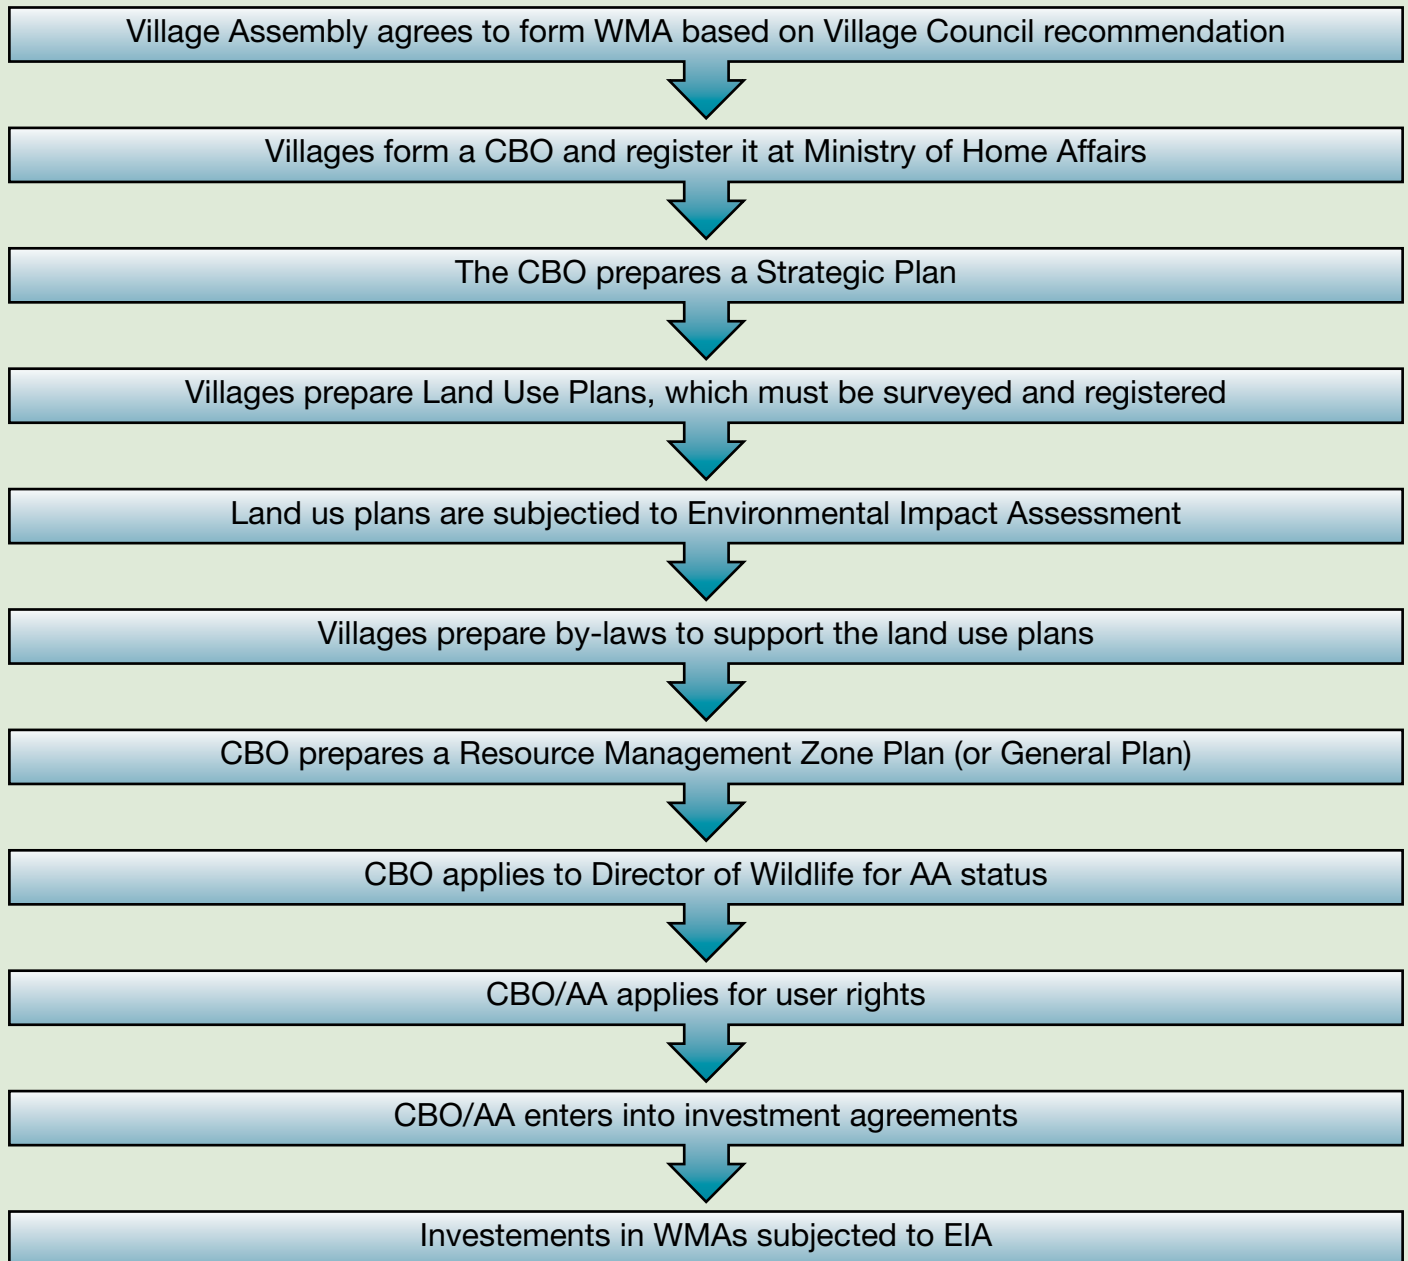 Village Assembly agrees to form WMA based on Village Council recommendation
Villages form a CBO and register it at Ministry of Home Affairs
The CBO prepares a Strategic Plan
Villages prepare Land Use Plans, which must be surveyed and registered
Land us plans are subjectied to Environmental Impact Assessment
Villages prepare by-laws to support the land use plans
CBO prepares a Resource Management Zone Plan (or General Plan)
CBO applies to Director of Wildlife for AA status
CBO/AA applies for user rights
CBO/AA enters into investment agreements
Investements in WMAs subjected to EIA